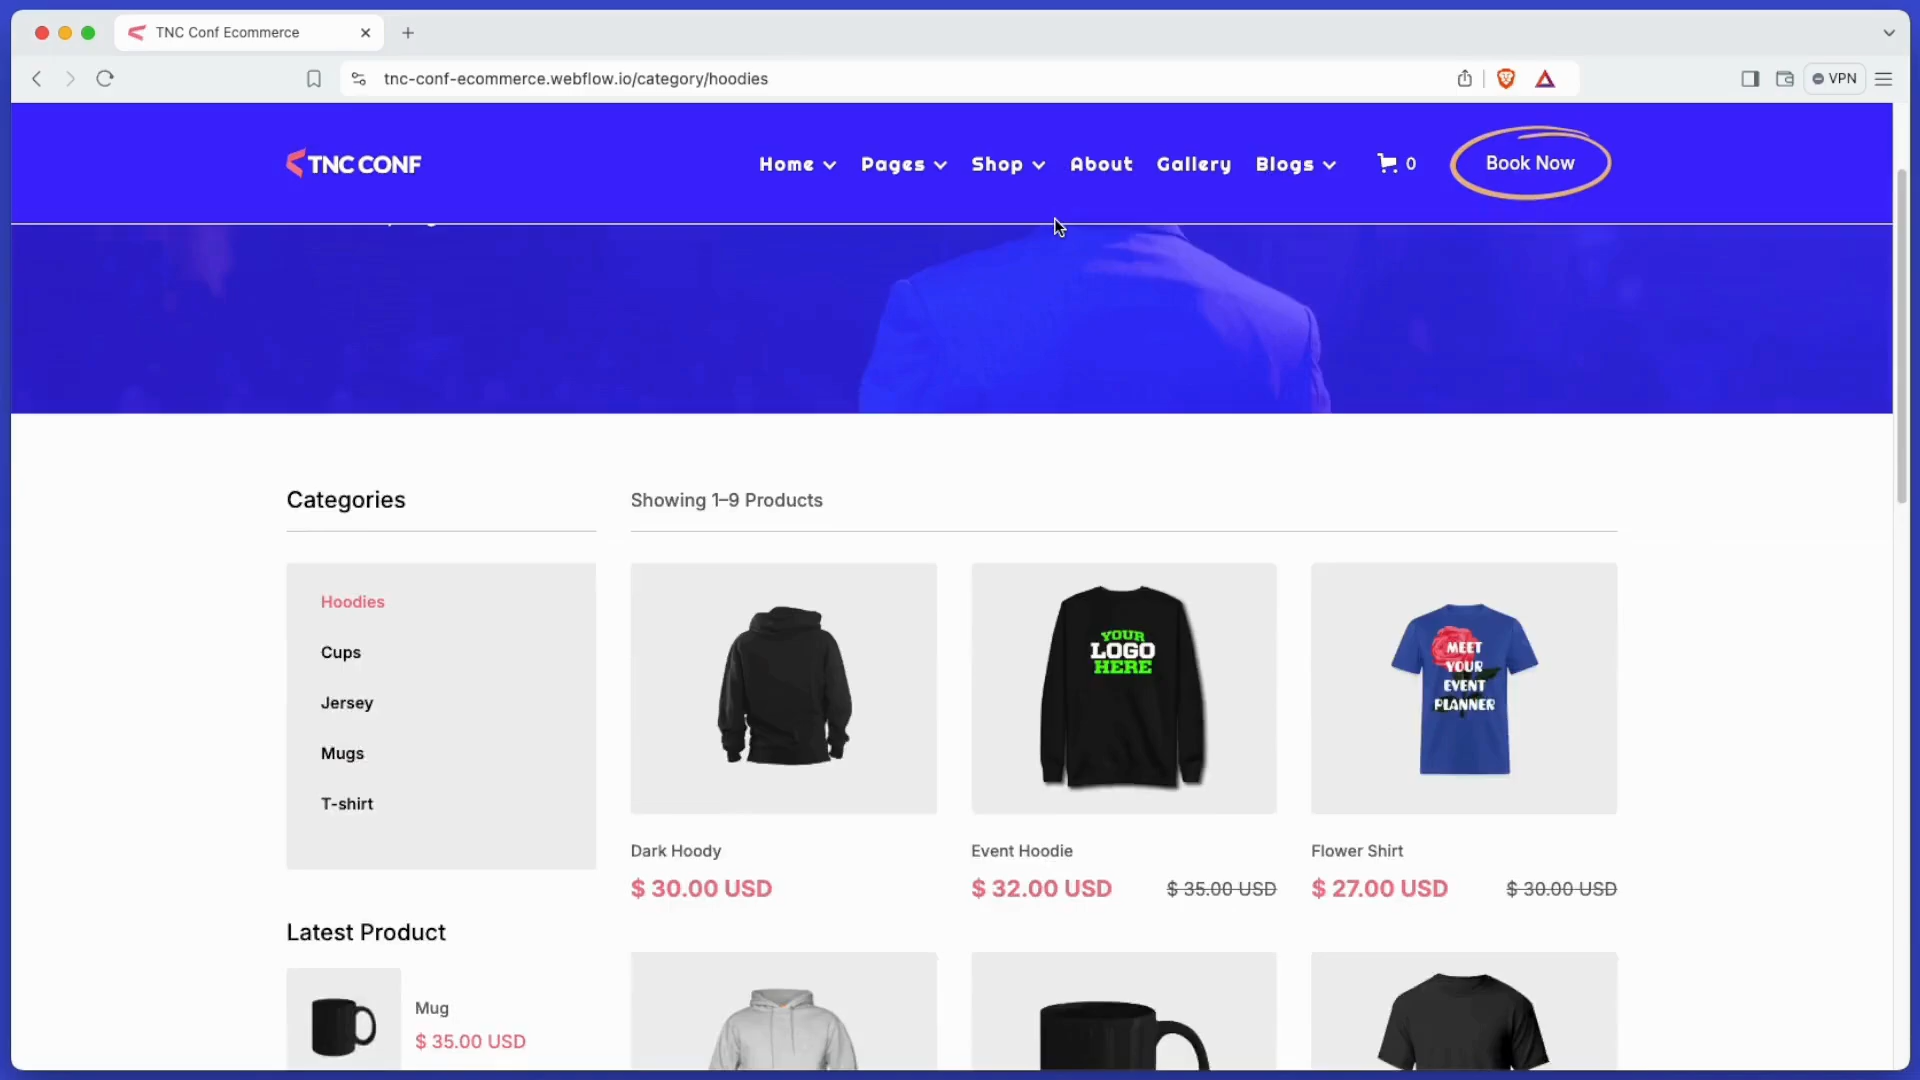 TNC Conf Ecommerce
tnc-conf-ecommerce.webflow.io/category/hoodies
VPN
TNC CONF
Home Pages Shop About Gallery Blogs 0 Book Now
Categories
Showing 1–9 Products
Hoodies
Cups
Jersey
Mugs
T-shirt
YOUR
LOGO
HERE
MEET
YOUR
EVENT
PLANNER
Dark Hoody
$ 30.00 USD
Event Hoodie
$ 32.00 USD $ 35.00 USD
Flower Shirt
$ 27.00 USD $ 30.00 USD
Latest Product
Mug
$ 35.00 USD